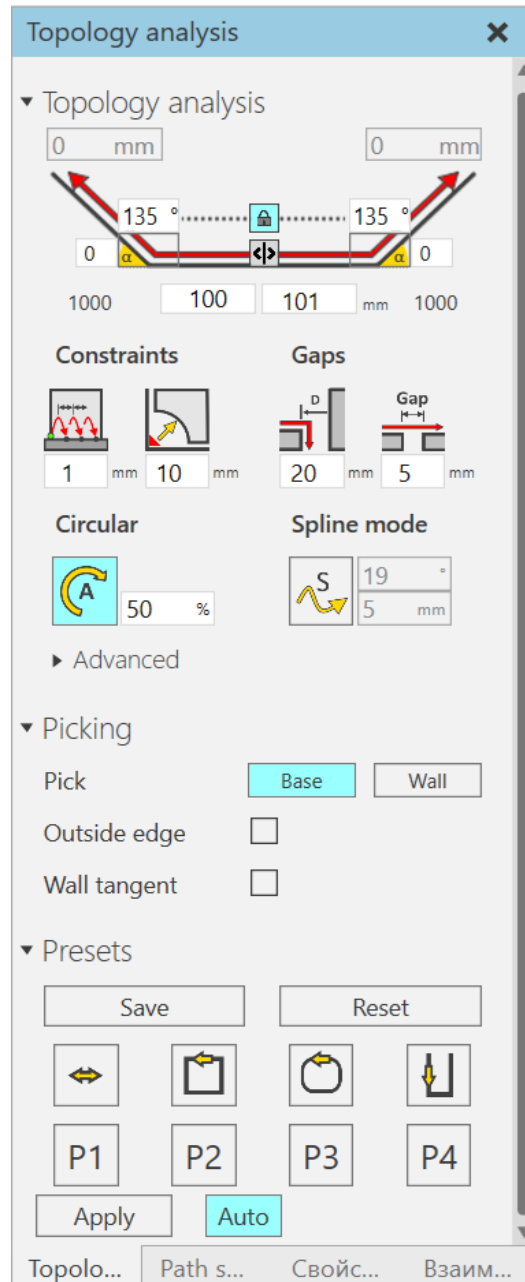 Topology analysis
Topology analysis
0 mm 0 mm
135 ° 135 °
0 α α 0
1000 100 101 mm 1000
Constraints Gaps
D Gap
1 mm 10 mm 20 mm 5 mm
Circular Spline mode
A 50 % S 19 °
5 mm
Advanced
Picking
Pick Base Wall
Outside edge
Wall tangent
Presets
Save Reset
P1 P2 P3 P4
Apply Auto
Topolo... Path s... Свойс... Взаим...